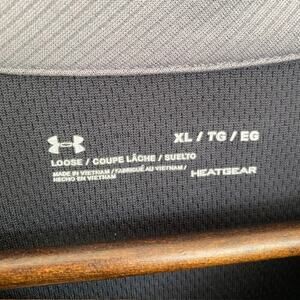 XL / TG / EG
LOOSE / COUPE LÂCHE / SUELTO
MADE IN VIETNAM / FABRIQUÉ AU VIETNAM /
HECHO EN VIETNAM
HEATGEAR